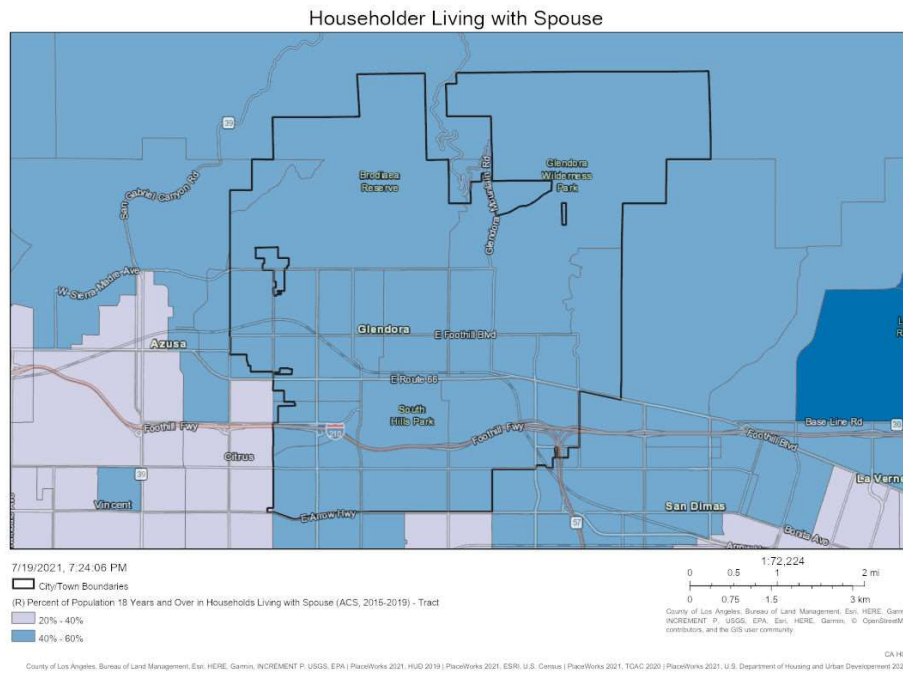 Householder Living with Spouse
39
San Gabriel Canyon Rd
Brodiaea
Reserve
Glendora
Wilderness
Park
Glendora Mountain Rd
W Sierra Madre Ave
Azusa
Glendora
E Foothill Blvd
E Route 66
South
Hills Park
Foothill Fwy
210
Foothill Fwy
Base Line Rd
Foothill Blvd
Citrus
39
Vincent
E Arrow Hwy
57
San Dimas
La Verne
Bonita Ave
7/19/2021, 7:24:06 PM
City/Town Boundaries
(R) Percent of Population 18 Years and Over in Households Living with Spouse (ACS, 2015-2019) - Tract
20% - 40%
40% - 60%
1:72,224
0 0.5 1 2 mi
0 0.75 1.5 3 km
County of Los Angeles, Bureau of Land Management, Esri, HERE, Garmin,
INCREMENT P, USGS, EPA, Esri, HERE, Garmin, © OpenStreetM
contributors, and the GIS user community
CA H
County of Los Angeles, Bureau of Land Management, Esri, HERE, Garmin, INCREMENT P, USGS, EPA | PlaceWorks 2021, HUD 2019 | PlaceWorks 2021, ESRI, U.S. Census | PlaceWorks 2021, TCAC 2020 | PlaceWorks 2021, U.S. Department of Housing and Urban Developement 202